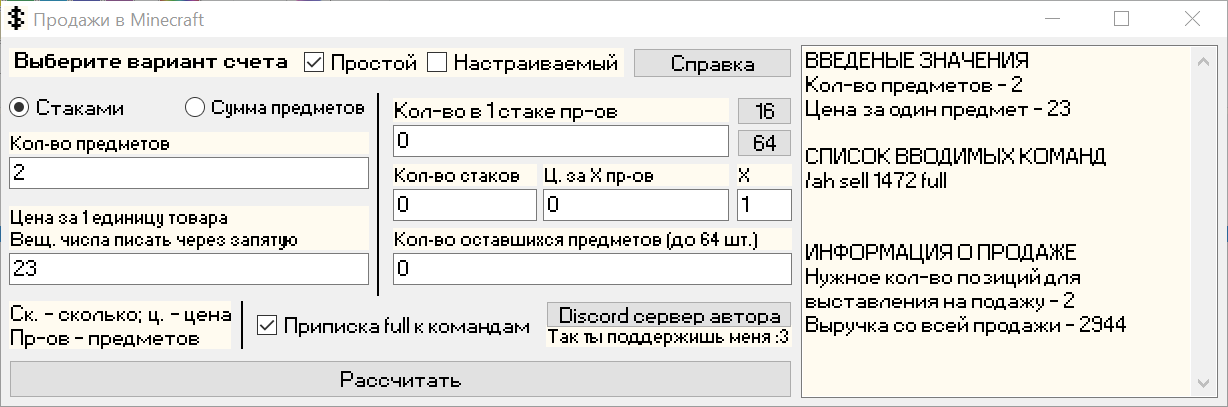 Продажи в Minecraft
Выберите вариант счета
Простой
Настраиваемый
Справка
Стаками
Сумма предметов
Кол-во предметов
2
Цена за 1 единицу товара
Вещ. числа писать через запятую
23
Кол-во в 1 стаке пр-ов
16
0
64
Кол-во стаков
Ц. за X пр-ов
X
0
0
1
Кол-во оставшихся предметов (до 64 шт.)
0
Ск. - сколько; ц. - цена
Пр-ов - предметов
Приписка full к командам
Discord сервер автора
Так ты поддержишь меня :3
Рассчитать
ВВЕДЕНЫЕ ЗНАЧЕНИЯ
Кол-во предметов - 2
Цена за один предмет - 23
СПИСОК ВВОДИМЫХ КОМАНД
/ah sell 1472 full
ИНФОРМАЦИЯ О ПРОДАЖЕ
Нужное кол-во позиций для
выставления на подажу - 2
Выручка со всей продажи - 2944